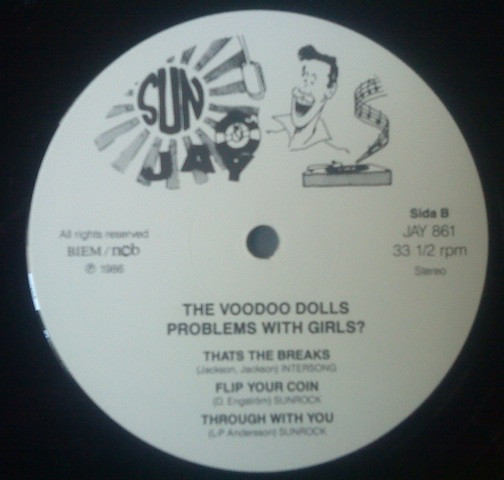 SUN
JAY
Sida B
JAY 861
33 1/2 rpm
Stereo
All rights reserved
BIEM / ncb
℗ 1986
THE VOODOO DOLLS
PROBLEMS WITH GIRLS?
THATS THE BREAKS
(Jackson, Jackson) INTERSONG
FLIP YOUR COIN
(D. Engström) SUNROCK
THROUGH WITH YOU
(L-P Andersson) SUNROCK